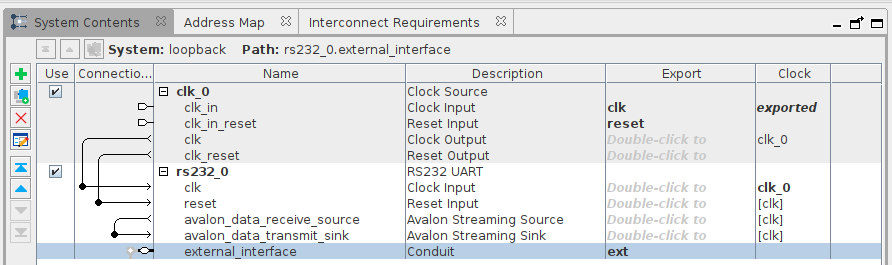 System Contents Address Map Interconnect Requirements
System: loopback Path: rs232_0.external_interface
Use Connectio... Name Description Export Clock
clk_0 Clock Source
clk_in Clock Input clk exported
clk_in_reset Reset Input reset
clk Clock Output Double-click to clk_0
clk_reset Reset Output Double-click to
rs232_0 RS232 UART
clk Clock Input Double-click to clk_0
reset Reset Input Double-click to [clk]
avalon_data_receive_source Avalon Streaming Source Double-click to [clk]
avalon_data_transmit_sink Avalon Streaming Sink Double-click to [clk]
external_interface Conduit ext